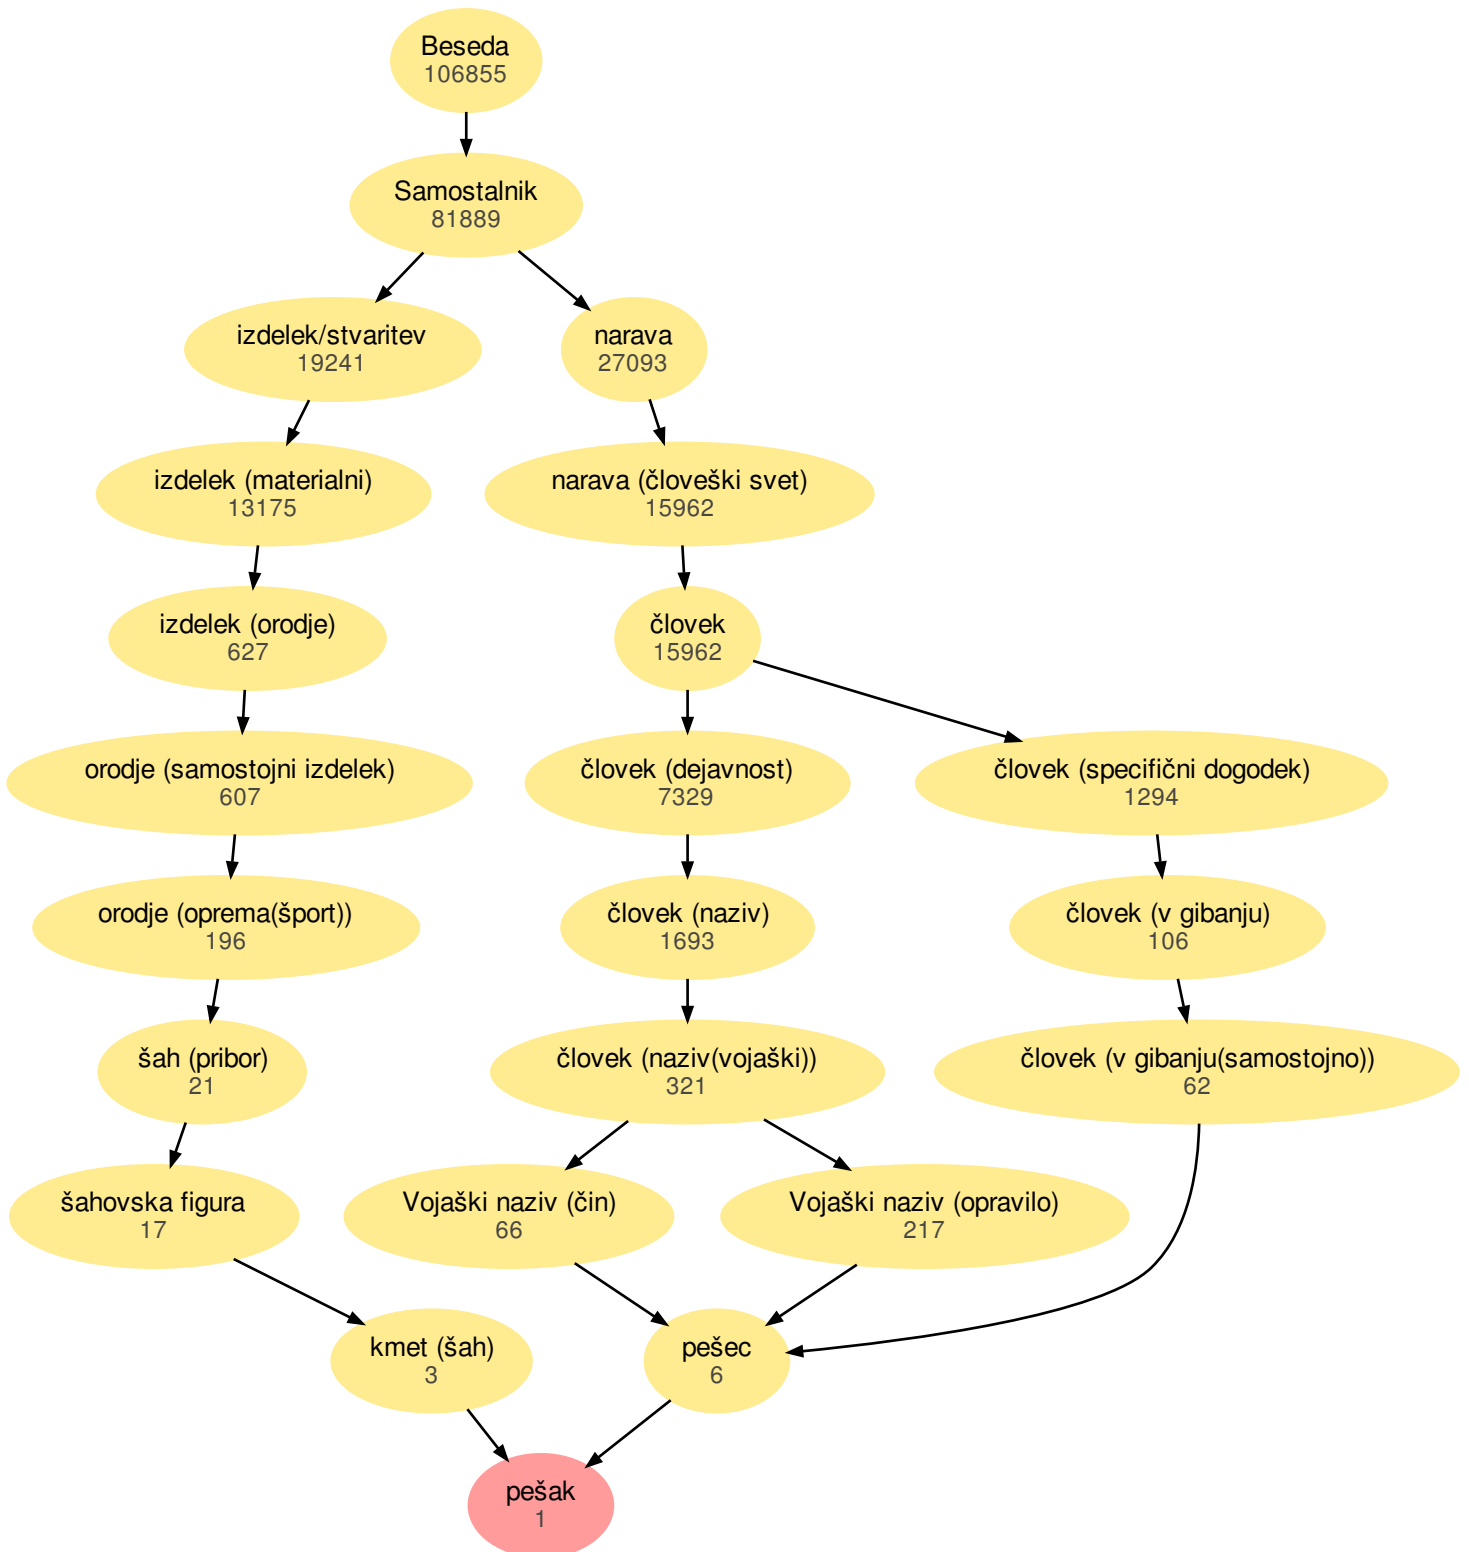 Beseda
106855
Samostalnik
81889
izdelek/stvaritev
19241
narava
27093
izdelek (materialni)
13175
narava (človeški svet)
15962
izdelek (orodje)
627
človek
15962
orodje (samostojni izdelek)
607
človek (dejavnost)
7329
človek (specifični dogodek)
1294
orodje (oprema(šport))
196
človek (naziv)
1693
človek (v gibanju)
106
šah (pribor)
21
človek (naziv(vojaški))
321
človek (v gibanju(samostojno))
62
šahovska figura
17
Vojaški naziv (čin)
66
Vojaški naziv (opravilo)
217
kmet (šah)
3
pešec
6
pešak
1